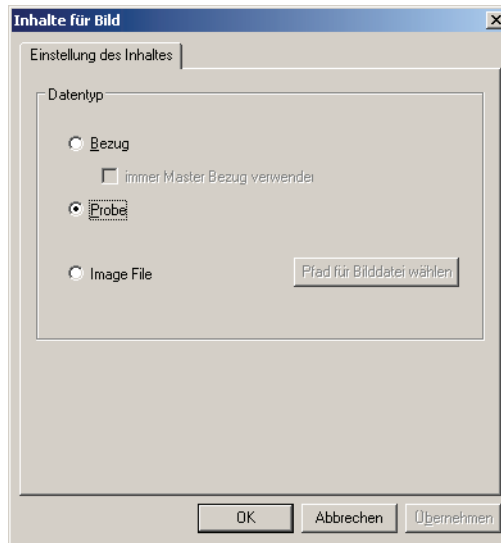 Inhalte für Bild
Einstellung des Inhaltes
Datentyp
Bezug
immer Master Bezug verwender
Probe
Image File
Pfad für Bilddatei wählen
OK
Abbrechen
Übernehmen